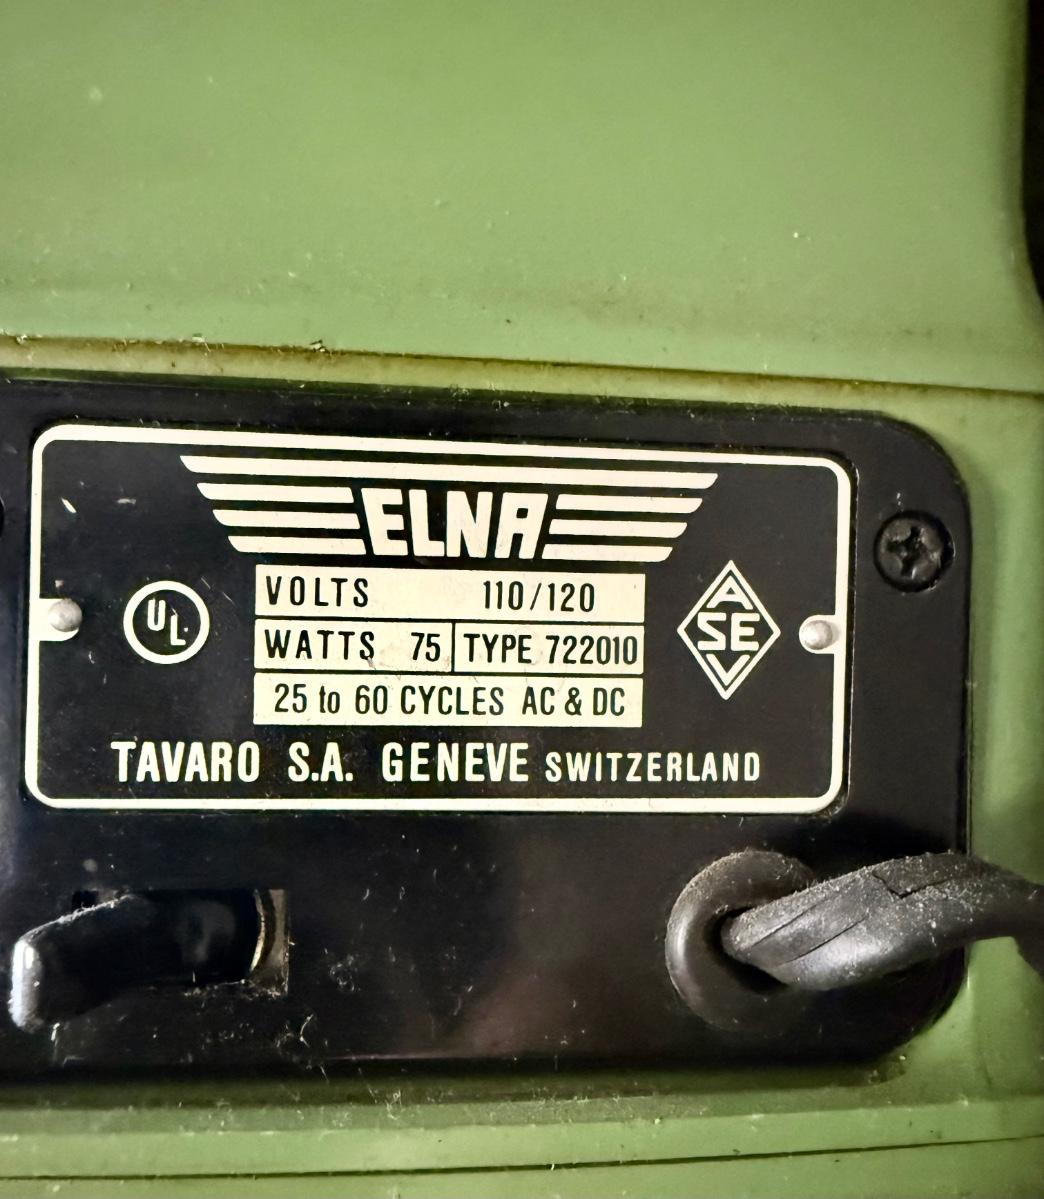 ELNA
VOLTS 110/120
UL
WATTS 75 TYPE 722010
ASEV
25 to 60 CYCLES AC & DC
TAVARO S.A. GENEVE SWITZERLAND